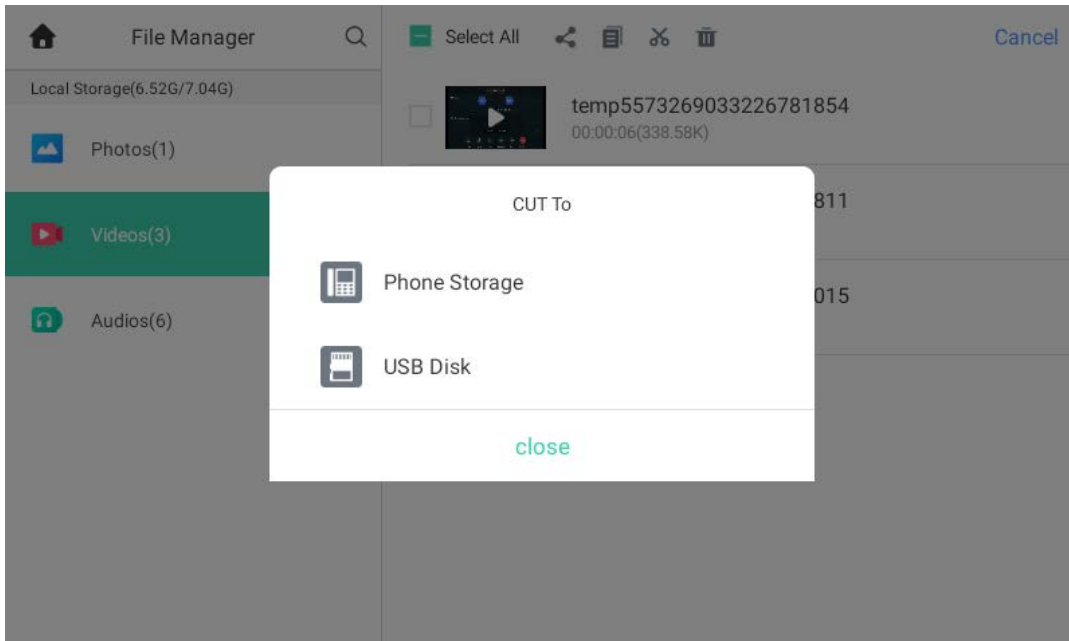 File Manager
Select All
Cancel
Local Storage(6.52G/7.04G)
temp5573269033226781854
00:00:06(338.58K)
Photos(1)
811
Videos(3)
015
Audios(6)
CUT To
Phone Storage
USB Disk
close